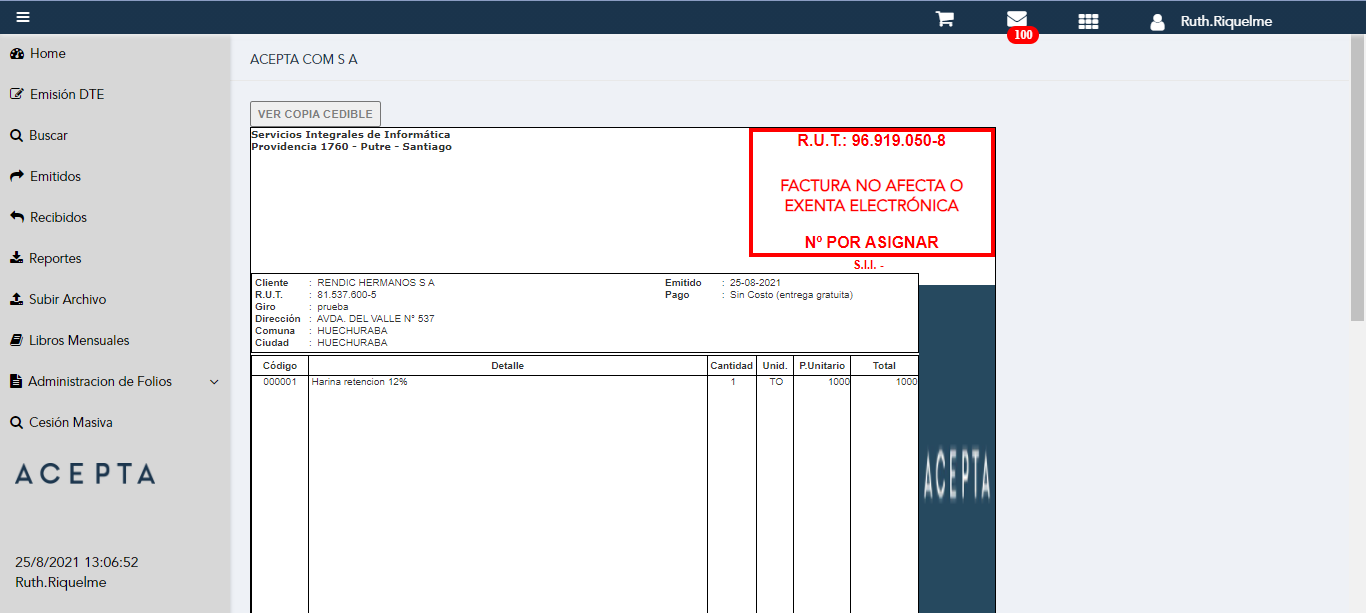 Ruth.Riquelme
100
Home
Emisión DTE
Buscar
Emitidos
Recibidos
Reportes
Subir Archivo
Libros Mensuales
Administracion de Folios
Cesión Masiva
ACEPTA
25/8/2021 13:06:52
Ruth.Riquelme
ACEPTA COM S A
VER COPIA CEDIBLE
Servicios Integrales de Informática
Providencia 1760 - Putre - Santiago
R.U.T.: 96.919.050-8
FACTURA NO AFECTA O
EXENTA ELECTRÓNICA
Nº POR ASIGNAR
S.I.I. -
Cliente : RENDIC HERMANOS S A Emitido : 25-08-2021
R.U.T. : 81.537.600-5 Pago : Sin Costo (entrega gratuita)
Giro : prueba
Dirección : AVDA. DEL VALLE N° 537
Comuna : HUECHURABA
Ciudad : HUECHURABA
Código Detalle Cantidad Unid. P.Unitario Total
000001 Harina retencion 12% 1 TO 1000 1000
ACEPTA